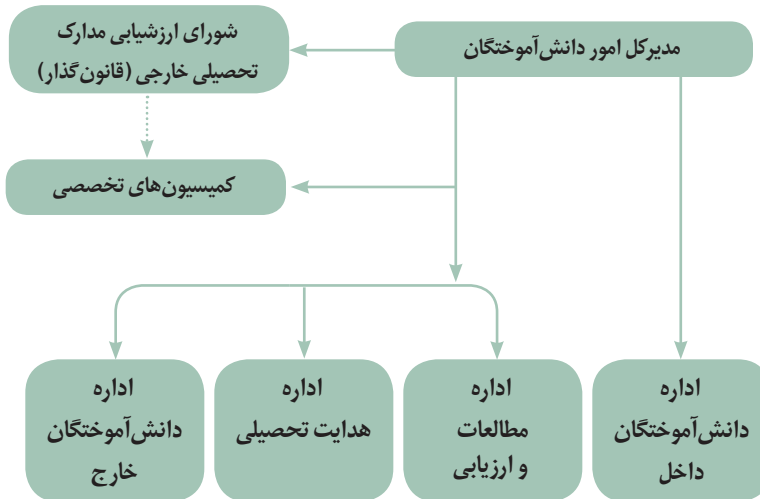 مدیرکل امور دانش‌آموختگان
شورای ارزشیابی مدارک
تحصیلی خارجی (قانون‌گذار)
کمیسیون‌های تخصصی
اداره
دانش‌آموختگان
داخل
اداره
مطالعات
و ارزیابی
اداره
هدایت تحصیلی
اداره
دانش‌آموختگان
خارج